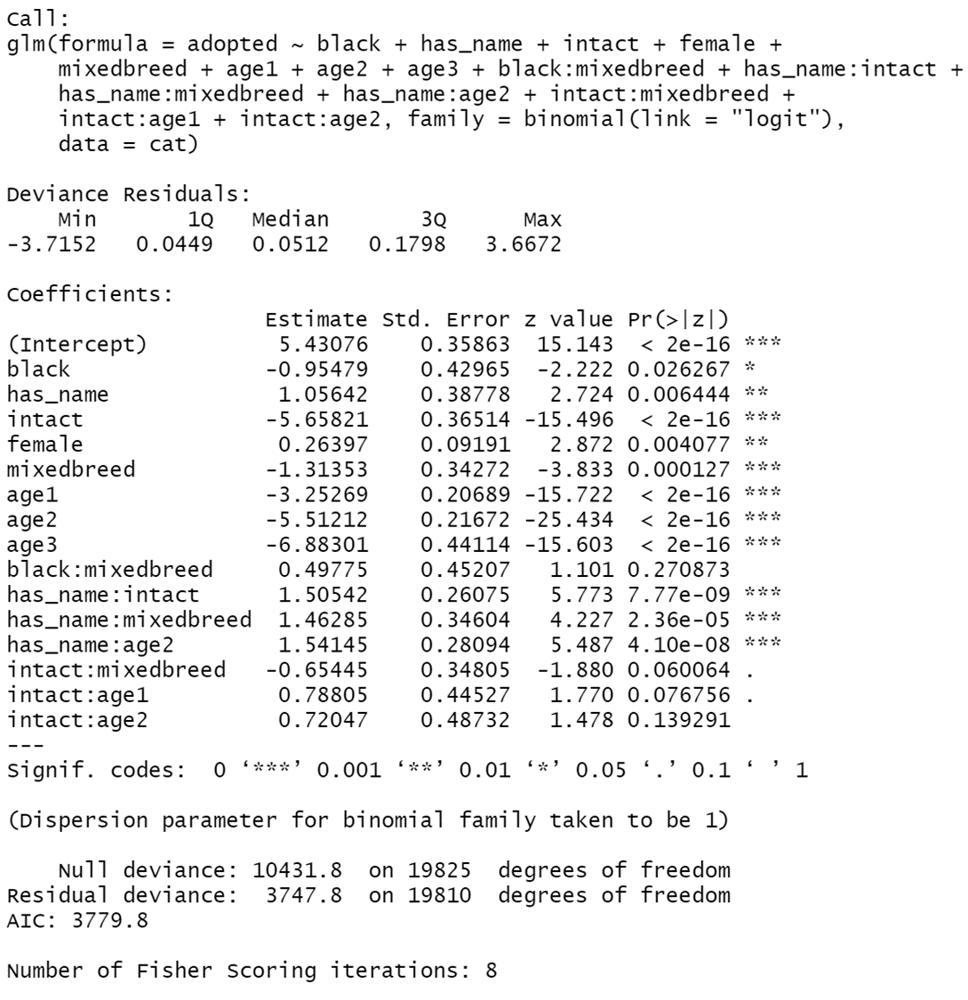 Call:
glm(formula = adopted ~ black + has_name + intact + female +
    mixedbreed + age1 + age2 + age3 + black:mixedbreed + has_name:intact +
    has_name:mixedbreed + has_name:age2 + intact:mixedbreed +
    intact:age1 + intact:age2, family = binomial(link = "logit"),
    data = cat)

Deviance Residuals:
    Min       1Q   Median       3Q      Max
-3.7152   0.0449   0.0512   0.1798   3.6672

Coefficients:
                    Estimate Std. Error z value Pr(>|z|)
(Intercept)          5.43076    0.35863  15.143  < 2e-16 ***
black               -0.95479    0.42965  -2.222 0.026267 *
has_name             1.05642    0.38778   2.724 0.006444 **
intact              -5.65821    0.36514 -15.496  < 2e-16 ***
female               0.26397    0.09191   2.872 0.004077 **
mixedbreed          -1.31353    0.34272  -3.833 0.000127 ***
age1                -3.25269    0.20689 -15.722  < 2e-16 ***
age2                -5.51212    0.21672 -25.434  < 2e-16 ***
age3                -6.88301    0.44114 -15.603  < 2e-16 ***
black:mixedbreed     0.49775    0.45207   1.101 0.270873
has_name:intact      1.50542    0.26075   5.773 7.77e-09 ***
has_name:mixedbreed  1.46285    0.34604   4.227 2.36e-05 ***
has_name:age2        1.54145    0.28094   5.487 4.10e-08 ***
intact:mixedbreed   -0.65445    0.34805  -1.880 0.060064 .
intact:age1          0.78805    0.44527   1.770 0.076756 .
intact:age2          0.72047    0.48732   1.478 0.139291
---
Signif. codes:  0 ‘***’ 0.001 ‘**’ 0.01 ‘*’ 0.05 ‘.’ 0.1 ‘ ’ 1

(Dispersion parameter for binomial family taken to be 1)

    Null deviance: 10431.8  on 19825  degrees of freedom
Residual deviance:  3747.8  on 19810  degrees of freedom
AIC: 3779.8

Number of Fisher Scoring iterations: 8